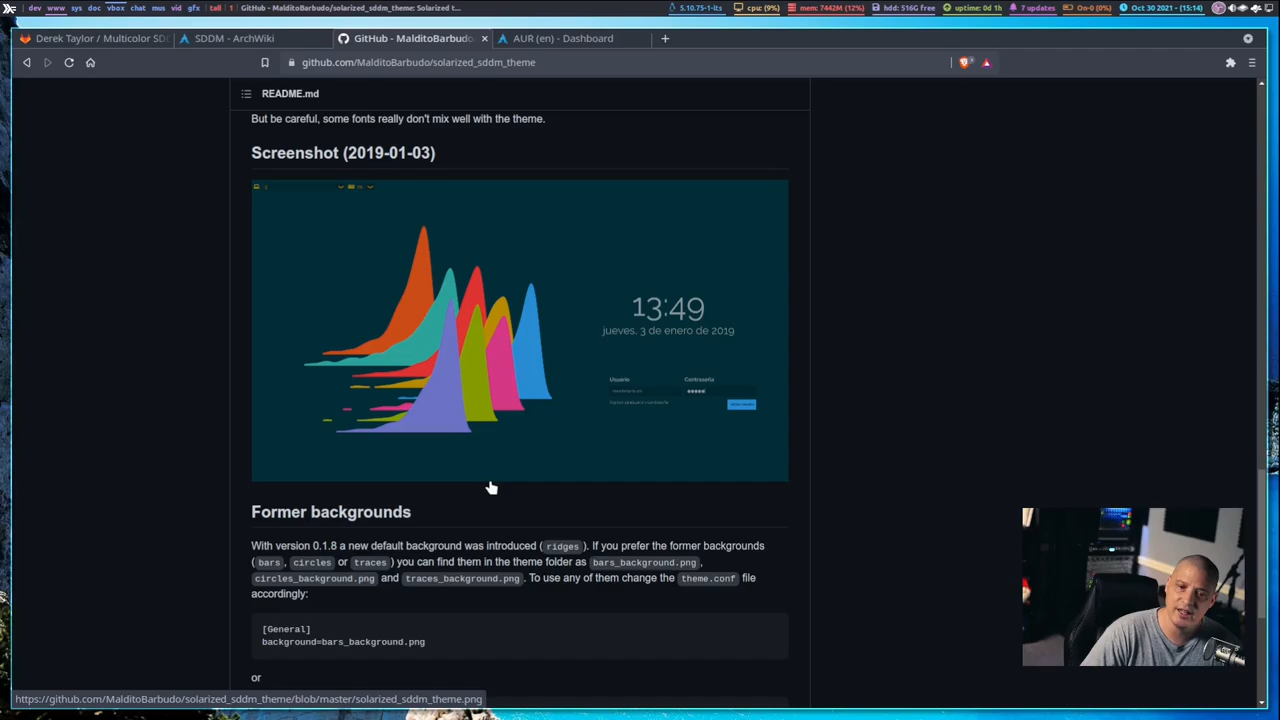 dev www sys doc vbox chat mus vid gfx tall 1 GitHub - MalditoBarbudo/solarized_sddm_theme: Solarized t... 5.10.75-1-lts cpu: (9%) mem: 7442M (12%) hdd: 516G free uptime: 0d 1h 7 updates On-0 (0%) Oct 30 2021 - (15:14)
Derek Taylor / Multicolor SD SDDM - ArchWiki GitHub - MalditoBarbudo AUR (en) - Dashboard
github.com/MalditoBarbudo/solarized_sddm_theme
README.md
But be careful, some fonts really don't mix well with the theme.
Screenshot (2019-01-03)
13:49
jueves, 3 de enero de 2019
Usuario Contraseña
Former backgrounds
With version 0.1.8 a new default background was introduced (ridges). If you prefer the former backgrounds
(bars, circles or traces) you can find them in the theme folder as bars_background.png,
circles_background.png and traces_background.png. To use any of them change the theme.conf file
accordingly:
[General]
background=bars_background.png
or
https://github.com/MalditoBarbudo/solarized_sddm_theme/blob/master/solarized_sddm_theme.png